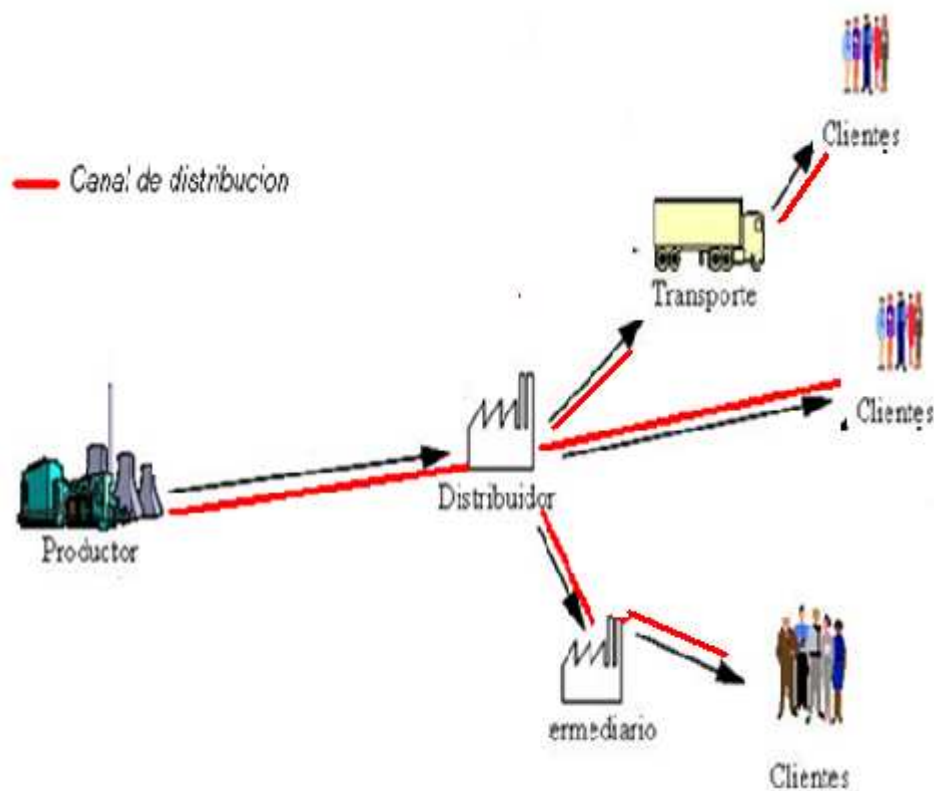 Clientes
Canal de distribucion
Transporte
Clientes
Distribuidor
Productor
ermediario
Clientes